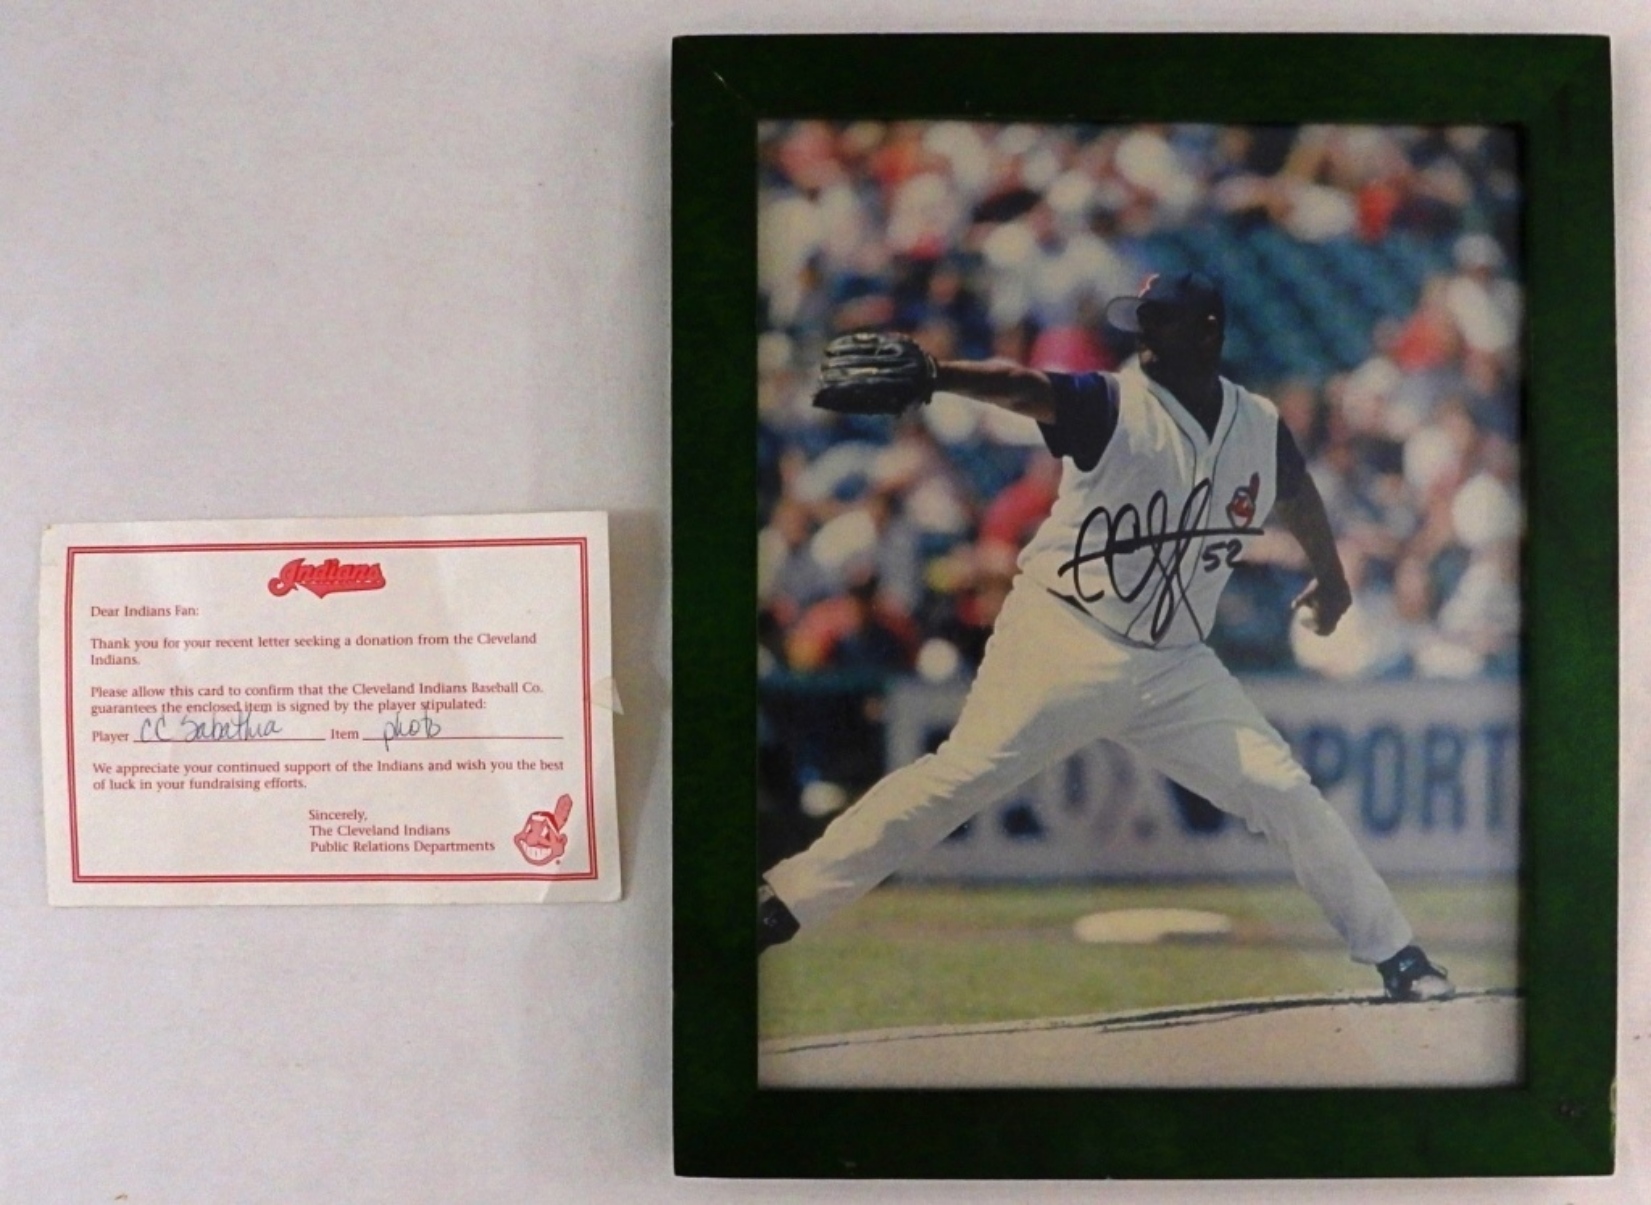 Indians
Dear Indians Fan:
Thank you for your recent letter seeking a donation from the Cleveland
Indians.
Please allow this card to confirm that the Cleveland Indians Baseball Co.
guarantees the enclosed item is signed by the player stipulated:
Player CC Sabathia Item photo
We appreciate your continued support of the Indians and wish you the best
of luck in your fundraising efforts.
Sincerely,
The Cleveland Indians
Public Relations Departments
52
PORT